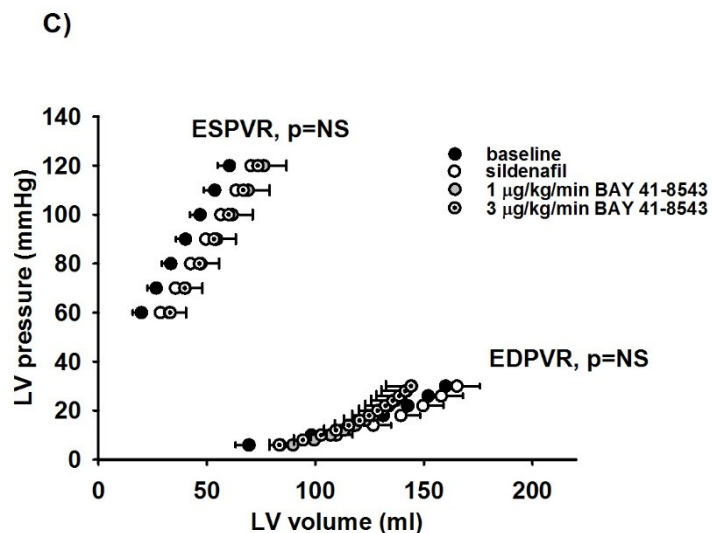 C)
ESPVR, p=NS
baseline
sildenafil
1 µg/kg/min BAY 41-8543
3 µg/kg/min BAY 41-8543
EDPVR, p=NS
LV pressure (mmHg)
140
120
100
80
60
40
20
0
0 50 100 150 200
LV volume (ml)